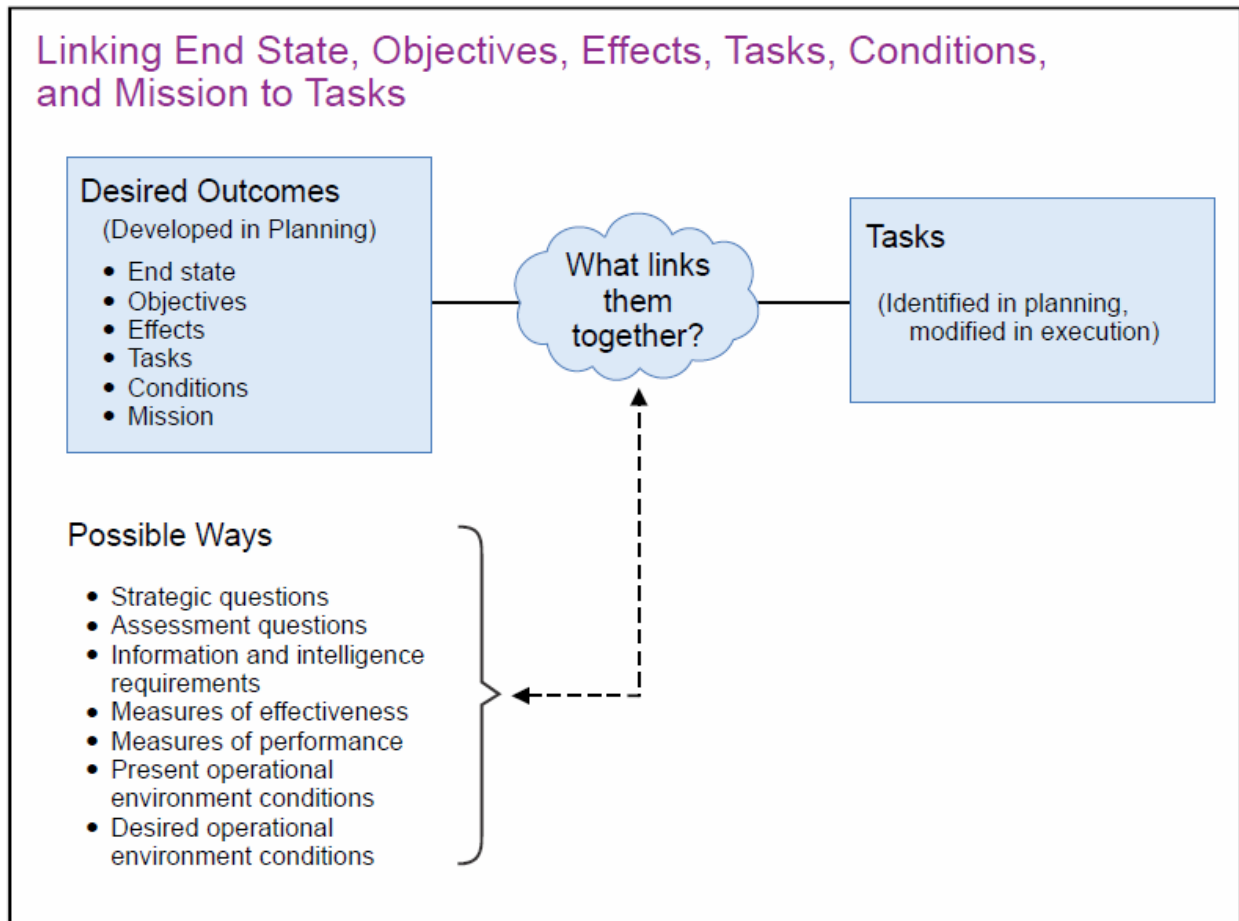 Linking End State, Objectives, Effects, Tasks, Conditions,
and Mission to Tasks
Desired Outcomes
(Developed in Planning)
• End state
• Objectives
• Effects
• Tasks
• Conditions
• Mission
What links
them
together?
Tasks
(Identified in planning,
modified in execution)
Possible Ways
• Strategic questions
• Assessment questions
• Information and intelligence
requirements
• Measures of effectiveness
• Measures of performance
• Present operational
environment conditions
• Desired operational
environment conditions